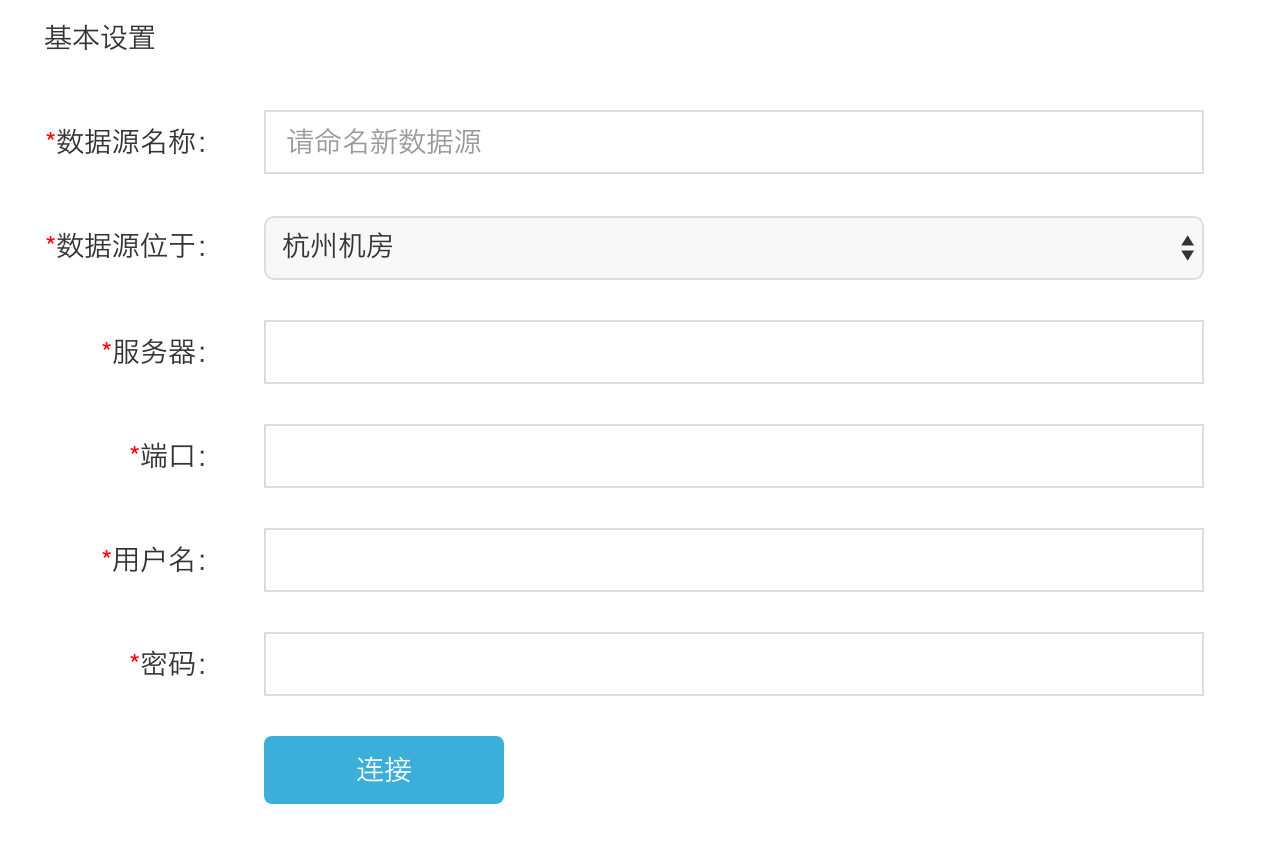 基本设置
*数据源名称： 请命名新数据源
*数据源位于： 杭州机房
*服务器：
*端口：
*用户名：
*密码：
连接